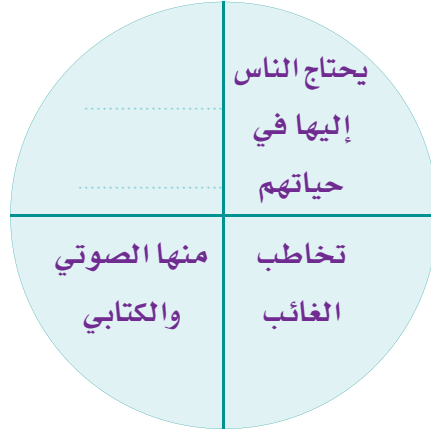 يحتاج الناس
إليها في
حياتهم
تخاطب
الغائب
منها الصوتي
والكتابي